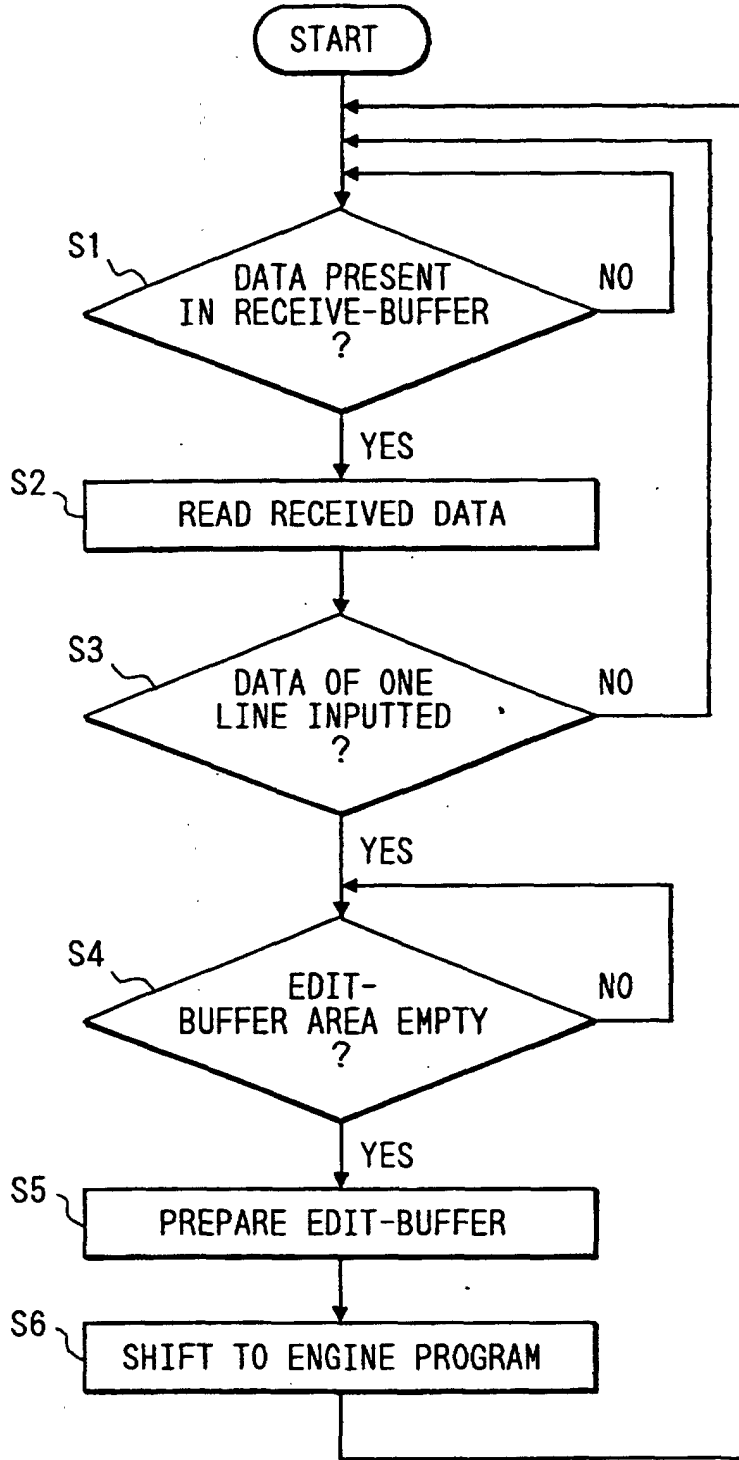 START
S1
DATA PRESENT
IN RECEIVE-BUFFER
?
NO
YES
S2
READ RECEIVED DATA
S3
DATA OF ONE
LINE INPUTTED
?
NO
YES
S4
EDIT-
BUFFER AREA EMPTY
?
NO
YES
S5
PREPARE EDIT-BUFFER
S6
SHIFT TO ENGINE PROGRAM